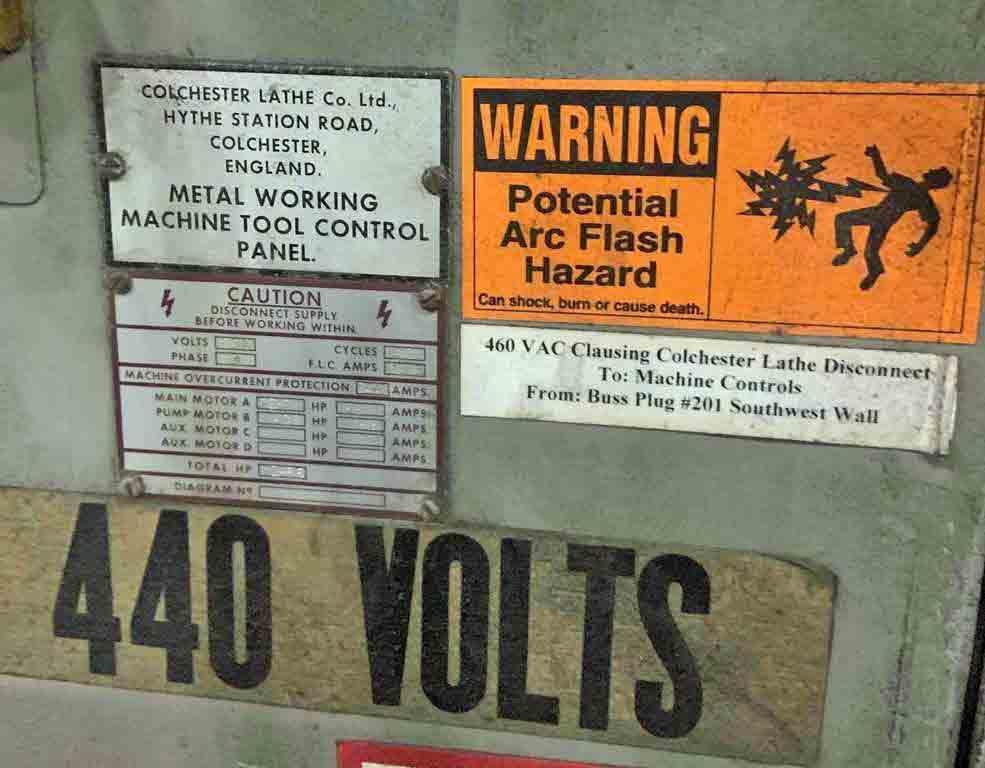 COLCHESTER LATHE Co. Ltd.,
HYTHE STATION ROAD,
COLCHESTER,
ENGLAND.
METAL WORKING
MACHINE TOOL CONTROL
PANEL.
CAUTION
DISCONNECT SUPPLY
BEFORE WORKING WITHIN.
VOLTS CYCLES
PHASE F.L.C. AMPS
MACHINE OVERCURRENT PROTECTION AMPS.
MAIN MOTOR A HP AMPS.
PUMP MOTOR B HP AMPS.
AUX. MOTOR C HP AMPS.
AUX. MOTOR D HP AMPS.
TOTAL HP
DIAGRAM Nº
WARNING
Potential
Arc Flash
Hazard
Can shock, burn or cause death.
460 VAC Clausing Colchester Lathe Disconnect
To: Machine Controls
From: Buss Plug #201 Southwest Wall
440 VOLTS